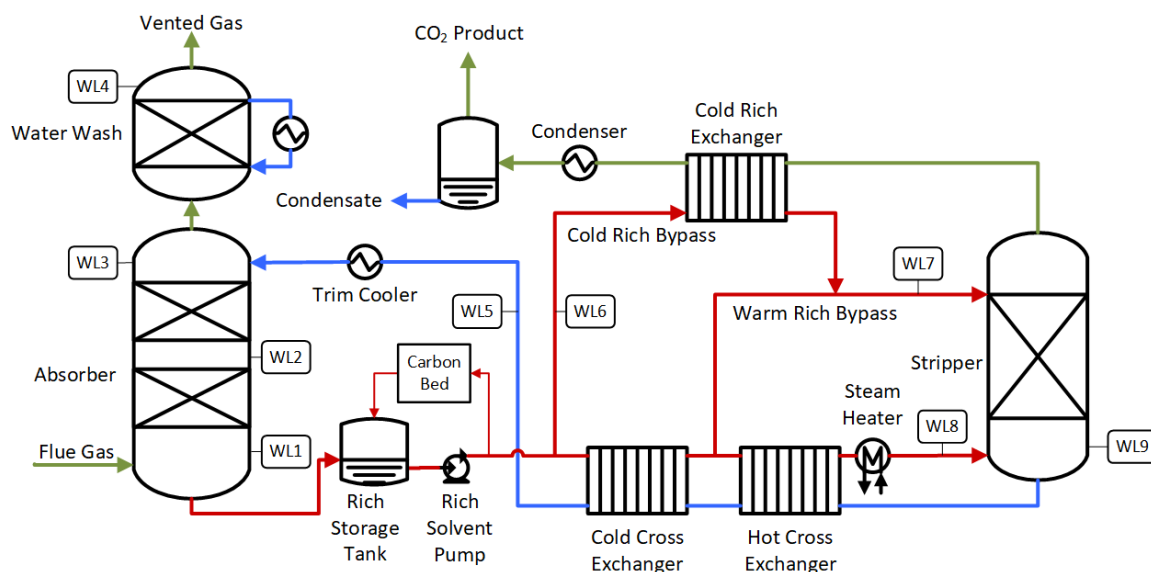 Vented Gas
WL4
Water Wash
CO₂ Product
Condenser
Cold Rich
Exchanger
Condensate
Cold Rich Bypass
WL3
Trim Cooler
WL5
WL6
WL7
Warm Rich Bypass
WL2
Absorber
Carbon
Bed
Stripper
Steam
Heater
Flue Gas
WL1
WL8
WL9
Rich
Storage
Tank
Rich
Solvent
Pump
Cold Cross
Exchanger
Hot Cross
Exchanger